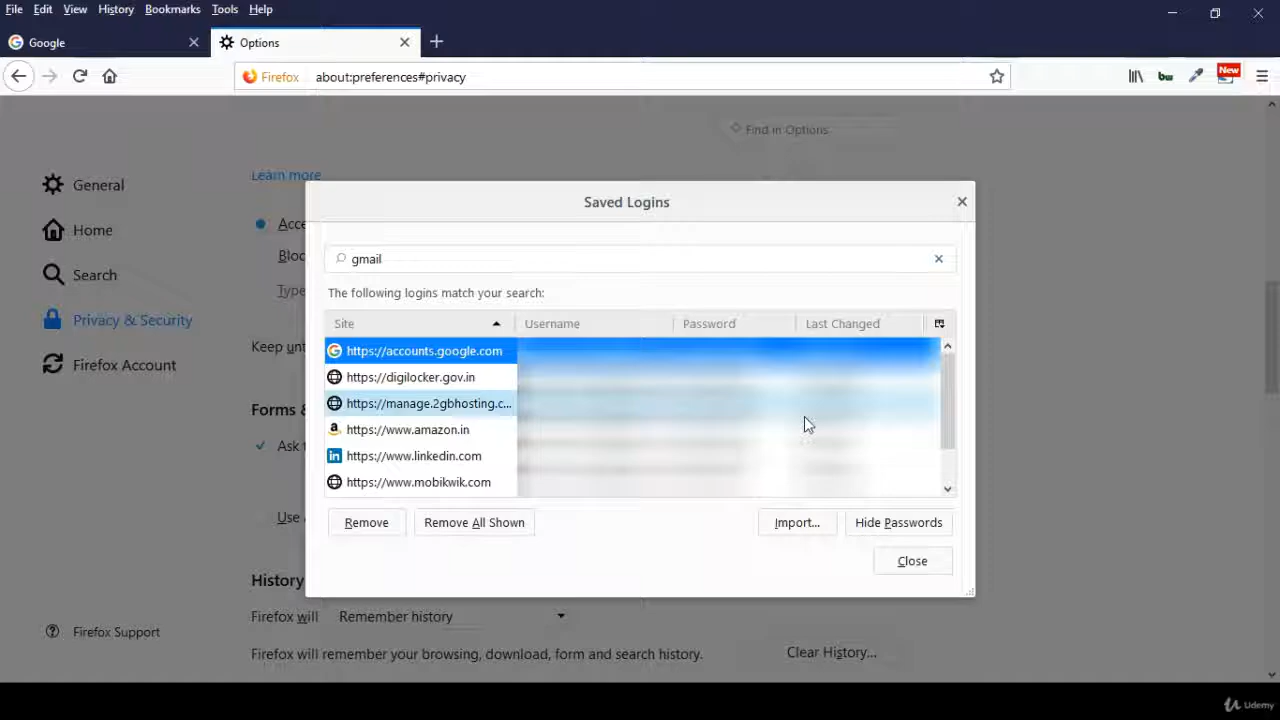 File Edit View History Bookmarks Tools Help
Google
Options
Firefox about:preferences#privacy
New
bw
Find in Options
Learn more
General
Home
Search
Privacy & Security
Firefox Account
Firefox Support
Acce
Bloc
Type
Keep unt
Forms &
Ask t
Use
History
Saved Logins
gmail
The following logins match your search:
Site Username Password Last Changed
https://accounts.google.com
https://digilocker.gov.in
https://manage.2gbhosting.c...
https://www.amazon.in
https://www.linkedin.com
https://www.mobikwik.com
Remove Remove All Shown Import... Hide Passwords
Close
Firefox will Remember history
Firefox will remember your browsing, download, form and search history.
Clear History...
Udemy